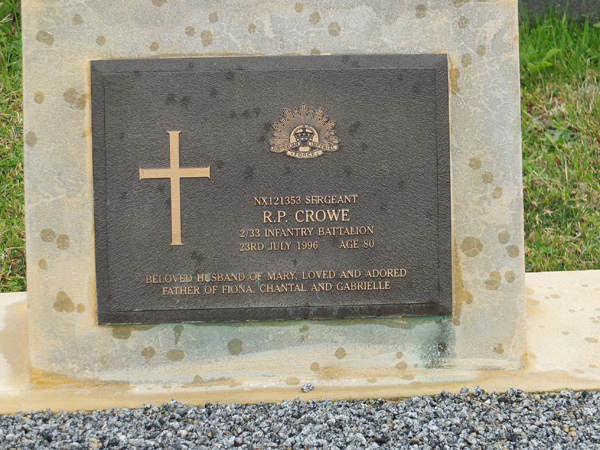 NX121353 SERGEANT
R.P. CROWE
2/33 INFANTRY BATTALION
23RD JULY 1996 AGE 80
BELOVED HUSBAND OF MARY, LOVED AND ADORED
FATHER OF FIONA, CHANTAL AND GABRIELLE